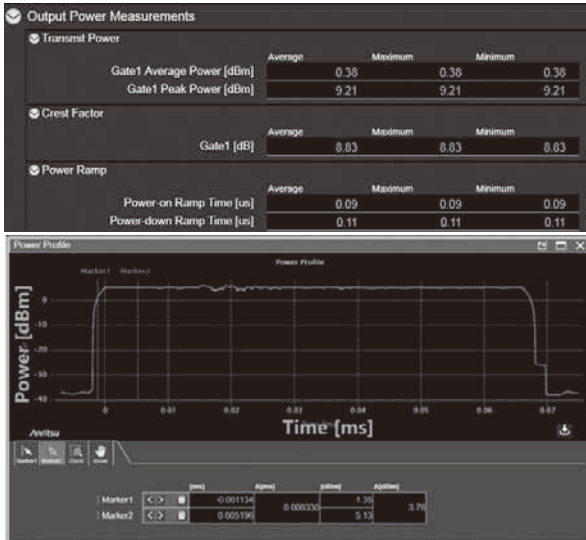 Output Power Measurements
Transmit Power
Average Maximum Minimum
Gate1 Average Power [dBm] 0.38 0.38 0.38
Gate1 Peak Power [dBm] 9.21 9.21 9.21
Crest Factor
Average Maximum Minimum
Gate1 [dB] 8.83 8.83 8.83
Power Ramp
Average Maximum Minimum
Power-on Ramp Time [us] 0.09 0.09 0.09
Power-down Ramp Time [us] 0.11 0.11 0.11
Power Profile
Power Profile
Marker1 Marker2
Power [dBm]
0
-10
-20
-30
-40
0 0.01 0.02 0.03 0.04 0.05 0.06 0.07
Time [ms]
Anritsu
Marker1 Marker2 Zoom
[ms] Δ[ms] [dBm] Δ[dBm]
Marker1 -0.001134 1.35
0.006330 3.78
Marker2 0.005196 5.13